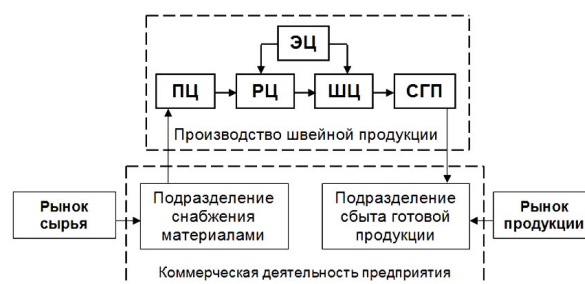 ЭЦ
ПЦ
РЦ
ШЦ
СГП
Производство швейной продукции
Рынок
сырья
Подразделение
снабжения
материалами
Подразделение
сбыта готовой
продукции
Рынок
продукции
Коммерческая деятельность предприятия